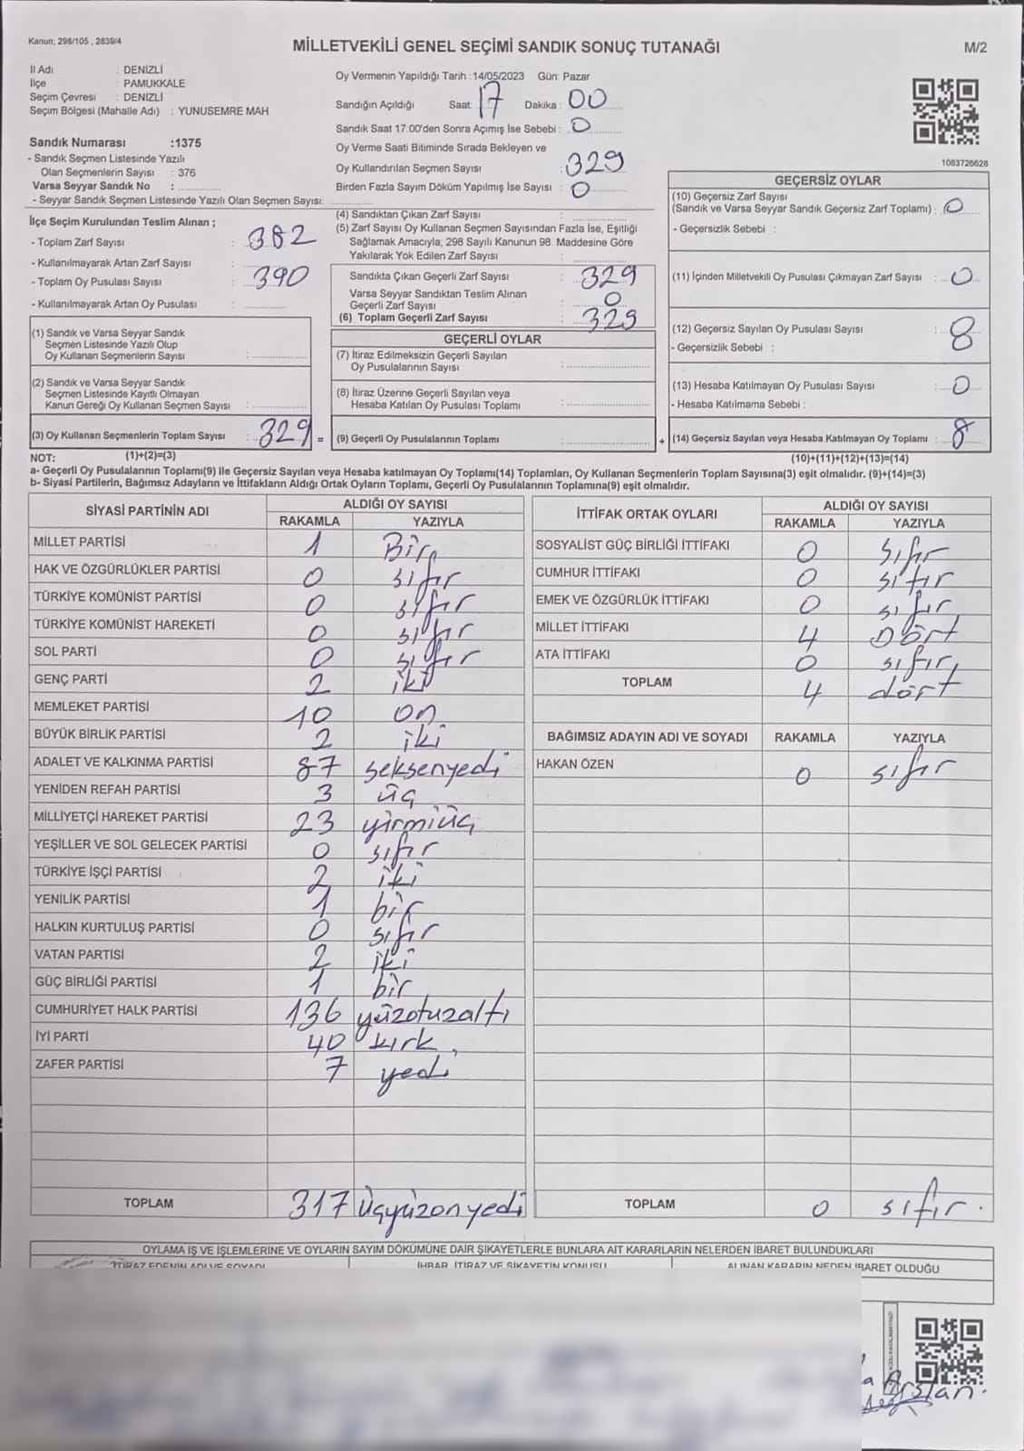 Kanun; 298/105 , 2839/4
MİLLETVEKİLİ GENEL SEÇİMİ SANDIK SONUÇ TUTANAĞI
M/2
İl Adı : DENİZLİ
İlçe : PAMUKKALE
Seçim Çevresi : DENİZLİ
Seçim Bölgesi (Mahalle Adı) : YUNUSEMRE MAH
Sandık Numarası :1375
- Sandık Seçmen Listesinde Yazılı
Olan Seçmenlerin Sayısı : 376
Varsa Seyyar Sandık No :
- Seyyar Sandık Seçmen Listesinde Yazılı Olan Seçmen Sayısı:
Oy Vermenin Yapıldığı Tarih :14/05/2023 Gün: Pazar
Sandığın Açıldığı Saat: 17 Dakika: 00
Sandık Saat 17.00'den Sonra Açılmış İse Sebebi : 0
Oy Verme Saati Bitiminde Sırada Bekleyen ve
Oy Kullandırılan Seçmen Sayısı : 329
Birden Fazla Sayım Döküm Yapılmış İse Sayısı : 0
1083726628
İlçe Seçim Kurulundan Teslim Alınan ;
- Toplam Zarf Sayısı : 382
- Kullanılmayarak Artan Zarf Sayısı :
- Toplam Oy Pusulası Sayısı : 390
- Kullanılmayarak Artan Oy Pusulası :
(1) Sandık ve Varsa Seyyar Sandık
Seçmen Listesinde Yazılı Olup
Oy Kullanan Seçmenlerin Sayısı :
(2) Sandık ve Varsa Seyyar Sandık
Seçmen Listesinde Kayıtlı Olmayan
Kanun Gereği Oy Kullanan Seçmen Sayısı :
(3) Oy Kullanan Seçmenlerin Toplam Sayısı : 329 =
(4) Sandıktan Çıkan Zarf Sayısı :
(5) Zarf Sayısı Oy Kullanan Seçmen Sayısından Fazla İse, Eşitliği
Sağlamak Amacıyla, 298 Sayılı Kanunun 98. Maddesine Göre
Yakılarak Yok Edilen Zarf Sayısı :
Sandıkta Çıkan Geçerli Zarf Sayısı : 329
Varsa Seyyar Sandıktan Teslim Alınan
Geçerli Zarf Sayısı : 0
(6) Toplam Geçerli Zarf Sayısı : 329
GEÇERLİ OYLAR
(7) İtiraz Edilmeksizin Geçerli Sayılan
Oy Pusulalarının Sayısı :
(8) İtiraz Üzerine Geçerli Sayılan veya
Hesaba Katılan Oy Pusulası Toplamı :
(9) Geçerli Oy Pusulalarının Toplamı : +
GEÇERSİZ OYLAR
(10) Geçersiz Zarf Sayısı
(Sandık ve Varsa Seyyar Sandık Geçersiz Zarf Toplamı) : 0
- Geçersizlik Sebebi :
(11) İçinden Milletvekili Oy Pusulası Çıkmayan Zarf Sayısı : 0
(12) Geçersiz Sayılan Oy Pusulası Sayısı : 8
- Geçersizlik Sebebi :
(13) Hesaba Katılmayan Oy Pusulası Sayısı : 0
- Hesaba Katılmama Sebebi :
(14) Geçersiz Sayılan veya Hesaba Katılmayan Oy Toplamı : 8
NOT: (1)+(2)=(3) (10)+(11)+(12)+(13)=(14)
a- Geçerli Oy Pusulalarının Toplamı(9) ile Geçersiz Sayılan veya Hesaba katılmayan Oy Toplamı(14) Toplamları, Oy Kullanan Seçmenlerin Toplam Sayısına(3) eşit olmalıdır. (9)+(14)=(3)
b- Siyasi Partilerin, Bağımsız Adayların ve İttifakların Aldığı Ortak Oyların Toplamı, Geçerli Oy Pusulalarının Toplamına(9) eşit olmalıdır.
SİYASİ PARTİNİN ADI ALDIĞI OY SAYISI
RAKAMLA YAZIYLA
MİLLET PARTİSİ 1 Bir
HAK VE ÖZGÜRLÜKLER PARTİSİ 0 sıfır
TÜRKİYE KOMÜNİST PARTİSİ 0 sıfır
TÜRKİYE KOMÜNİST HAREKETİ 0 sıfır
SOL PARTİ 0 sıfır
GENÇ PARTİ 2 iki
MEMLEKET PARTİSİ 10 on
BÜYÜK BİRLİK PARTİSİ 2 iki
ADALET VE KALKINMA PARTİSİ 87 seksenyedi
YENİDEN REFAH PARTİSİ 3 üç
MİLLİYETÇİ HAREKET PARTİSİ 23 yirmiüç
YEŞİLLER VE SOL GELECEK PARTİSİ 0 sıfır
TÜRKİYE İŞÇİ PARTİSİ 2 iki
YENİLİK PARTİSİ 1 bir
HALKIN KURTULUŞ PARTİSİ 0 sıfır
VATAN PARTİSİ 2 iki
GÜÇ BİRLİĞİ PARTİSİ 1 bir
CUMHURİYET HALK PARTİSİ 136 yüzotuzaltı
İYİ PARTİ 40 kırk
ZAFER PARTİSİ 7 yedi
TOPLAM 317 Üçyüzonyedi
İTTİFAK ORTAK OYLARI ALDIĞI OY SAYISI
RAKAMLA YAZIYLA
SOSYALİST GÜÇ BİRLİĞİ İTTİFAKI 0 sıfır
CUMHUR İTTİFAKI 0 sıfır
EMEK VE ÖZGÜRLÜK İTTİFAKI 0 sıfır
MİLLET İTTİFAKI 4 Dört
ATA İTTİFAKI 0 sıfır
TOPLAM 4 dört
BAĞIMSIZ ADAYIN ADI VE SOYADI RAKAMLA YAZIYLA
HAKAN ÖZEN 0 sıfır
TOPLAM 0 sıfır.
OYLAMA İŞ VE İŞLEMLERİNE VE OYLARIN SAYIM DÖKÜMÜNE DAİR ŞİKAYETLERLE BUNLARA AİT KARARLARIN NELERDEN İBARET BULUNDUKLARI
İTİRAZ EDENİN ADI VE SOYADI İHBAR, İTİRAZ VE ŞİKAYETİN KONUSU ALINAN KARARIN NEDEN İBARET OLDUĞU
Arslan.